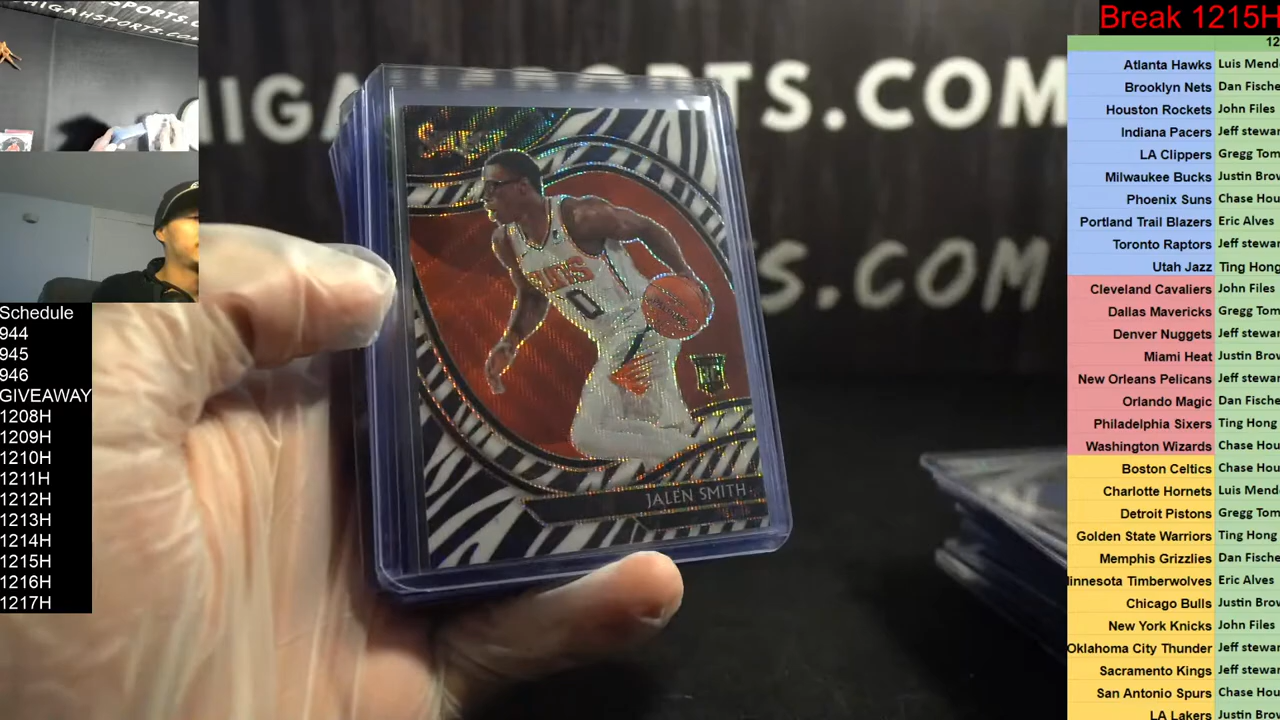 HIGAHSPORTS.COM
Break 1215H
12
Atlanta Hawks Luis Mend
Brooklyn Nets Dan Fische
Houston Rockets John Files
Indiana Pacers Jeff stewar
LA Clippers Gregg Tom
Milwaukee Bucks Justin Brov
Phoenix Suns Chase Hou
Portland Trail Blazers Eric Alves
Toronto Raptors Jeff stewar
Utah Jazz Ting Hong
Cleveland Cavaliers John Files
Dallas Mavericks Gregg Tom
Denver Nuggets Jeff stewar
Miami Heat Justin Brov
New Orleans Pelicans Jeff stewar
Orlando Magic Dan Fische
Philadelphia Sixers Ting Hong
Washington Wizards Chase Hou
Boston Celtics Chase Hou
Charlotte Hornets Luis Mend
Detroit Pistons Gregg Tom
Golden State Warriors Ting Hong
Memphis Grizzlies Dan Fische
innesota Timberwolves Eric Alves
Chicago Bulls Justin Brov
New York Knicks John Files
Oklahoma City Thunder Jeff stewar
Sacramento Kings Jeff stewar
San Antonio Spurs Chase Hou
LA Lakers Justin Brov
HIGA SPORTS.COM
S.COM
SUNS
0
RC
JALEN SMITH
Schedule
944
945
946
GIVEAWAY
1208H
1209H
1210H
1211H
1212H
1213H
1214H
1215H
1216H
1217H